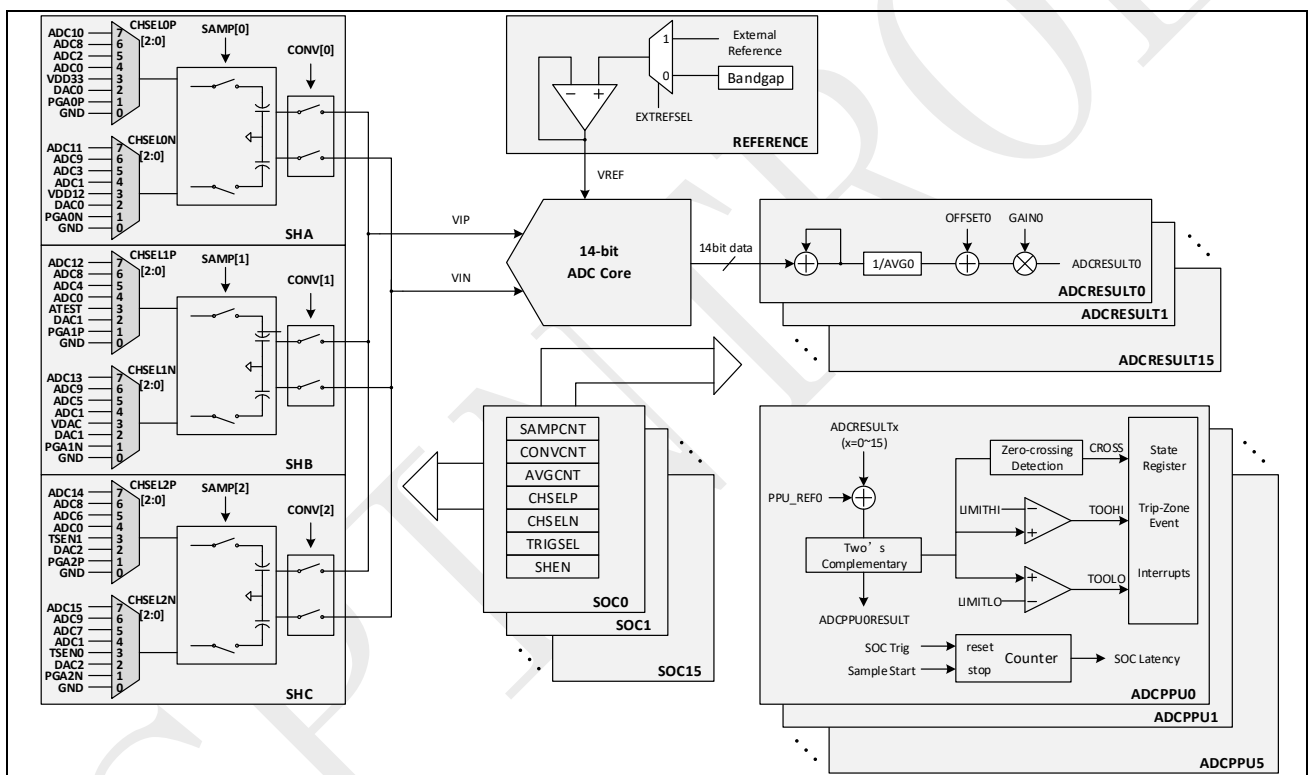 CHSEL0P
[2:0]
ADC10 7
ADC8 6
ADC2 5
ADC0 4
VDD33 3
DAC0 2
PGA0P 1
GND 0
SAMP[0]
CONV[0]
CHSEL0N
[2:0]
ADC11 7
ADC9 6
ADC3 5
ADC1 4
VDD12 3
DAC0 2
PGA0N 1
GND 0
SHA
CHSEL1P
[2:0]
ADC12 7
ADC8 6
ADC4 5
ADC0 4
ATEST 3
DAC1 2
PGA1P 1
GND 0
SAMP[1]
CONV[1]
CHSEL1N
[2:0]
ADC13 7
ADC9 6
ADC5 5
ADC1 4
VDAC 3
DAC1 2
PGA1N 1
GND 0
SHB
CHSEL2P
[2:0]
ADC14 7
ADC8 6
ADC6 5
ADC0 4
TSEN1 3
DAC2 2
PGA2P 1
GND 0
SAMP[2]
CONV[2]
CHSEL2N
[2:0]
ADC15 7
ADC9 6
ADC7 5
ADC1 4
TSEN0 3
DAC2 2
PGA2N 1
GND 0
SHC
1
0
External
Reference
Bandgap
− +
EXTREFSEL
REFERENCE
VREF
VIP
VIN
14-bit
ADC Core
14bit data
OFFSET0
GAIN0
1/AVG0
ADCRESULT0
ADCRESULT0
ADCRESULT1
ADCRESULT15
SAMPCNT
CONVCNT
AVGCNT
CHSELP
CHSELN
TRIGSEL
SHEN
SOC0
SOC1
SOC15
ADCRESULTx
(x=0~15)
PPU_REF0
Two's
Complementary
ADCPPU0RESULT
Zero-crossing
Detection
CROSS
LIMITHI
−
+
TOOHI
+
−
LIMITLO
TOOLO
State
Register
Trip-Zone
Event
Interrupts
SOC Trig
Sample Start
reset
stop
Counter
SOC Latency
ADCPPU0
ADCPPU1
ADCPPU5